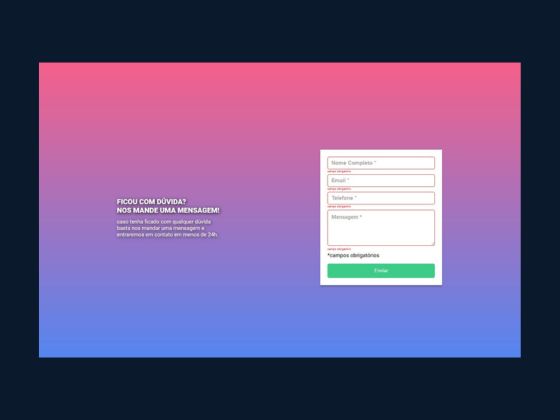 FICOU COM DÚVIDA?
NOS MANDE UMA MENSAGEM!
caso tenha ficado com qualquer dúvida
basta nos mandar uma mensagem e
entraremos em contato em menos de 24h.
Nome Completo *
campo obrigatório
Email *
campo obrigatório
Telefone *
campo obrigatório
Mensagem *
campo obrigatório
*campos obrigatórios
Enviar